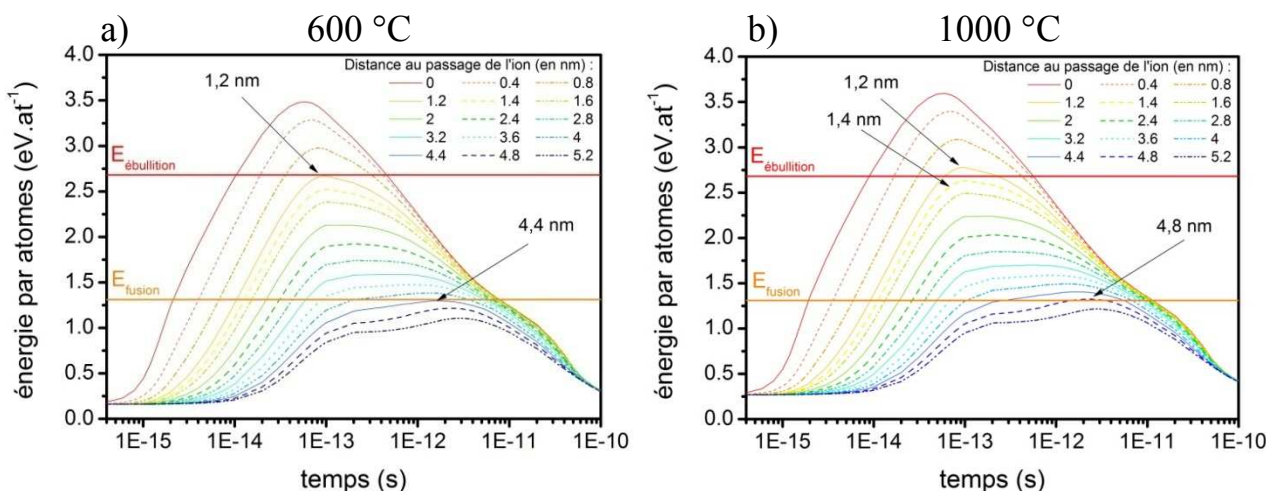 a) 600 °C
énergie par atomes (eV.at⁻¹)
4.0
3.5
3.0
2.5
2.0
1.5
1.0
0.5
0.0
Distance au passage de l'ion (en nm) :
0 0.4 0.8
1.2 1.4 1.6
2 2.4 2.8
3.2 3.6 4
4.4 4.8 5.2
1,2 nm
Eébullition
4,4 nm
Efusion
1E-15 1E-14 1E-13 1E-12 1E-11 1E-10
temps (s)
b) 1000 °C
énergie par atomes (eV.at⁻¹)
4.0
3.5
3.0
2.5
2.0
1.5
1.0
0.5
0.0
Distance au passage de l'ion (en nm) :
0 0.4 0.8
1.2 1.4 1.6
2 2.4 2.8
3.2 3.6 4
4.4 4.8 5.2
1,2 nm
1,4 nm
Eébullition
4,8 nm
Efusion
1E-15 1E-14 1E-13 1E-12 1E-11 1E-10
temps (s)